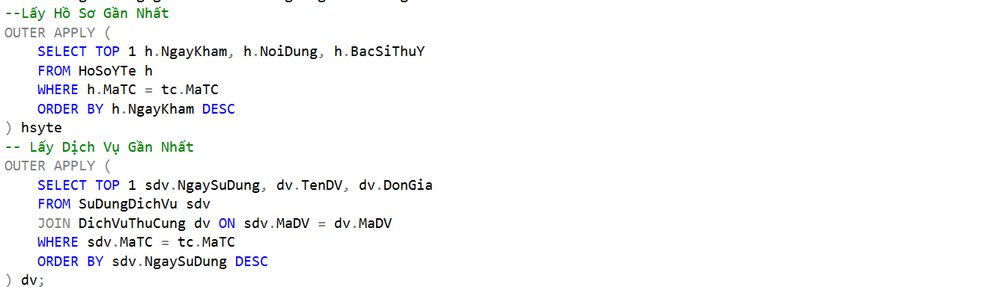 --Lấy Hồ Sơ Gần Nhất
OUTER APPLY (
    SELECT TOP 1 h.NgayKham, h.NoiDung, h.BacSiThuY
    FROM HoSoYTe h
    WHERE h.MaTC = tc.MaTC
    ORDER BY h.NgayKham DESC
) hsyte
-- Lấy Dịch Vụ Gần Nhất
OUTER APPLY (
    SELECT TOP 1 sdv.NgaySuDung, dv.TenDV, dv.DonGia
    FROM SuDungDichVu sdv
    JOIN DichVuThuCung dv ON sdv.MaDV = dv.MaDV
    WHERE sdv.MaTC = tc.MaTC
    ORDER BY sdv.NgaySuDung DESC
) dv;